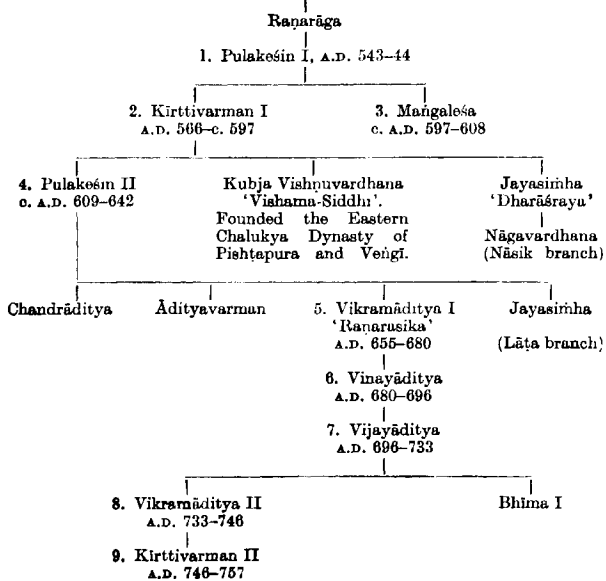 Raṇarāga
1. Pulakeśin I, A.D. 543–44
2. Kīrttivarman I 3. Maṅgaleśa
A.D. 566–c. 597 c. A.D. 597–608
4. Pulakeśin II Kubja Vishṇuvardhana Jayasiṁha
c. A.D. 609–642 'Vishama-Siddhi'. 'Dharāśraya'
Founded the Eastern
Chalukya Dynasty of Nāgavardhana
Pishṭapura and Veṅgī. (Nāsik branch)
Chandrāditya Ādityavarman 5. Vikramāditya I Jayasiṁha
'Raṇarasika'
A.D. 655–680 (Lāṭa branch)
6. Vinayāditya
A.D. 680–696
7. Vijayāditya
A.D. 696–733
8. Vikramāditya II Bhīma I
A.D. 733–746
9. Kīrttivarman II
A.D. 746–757